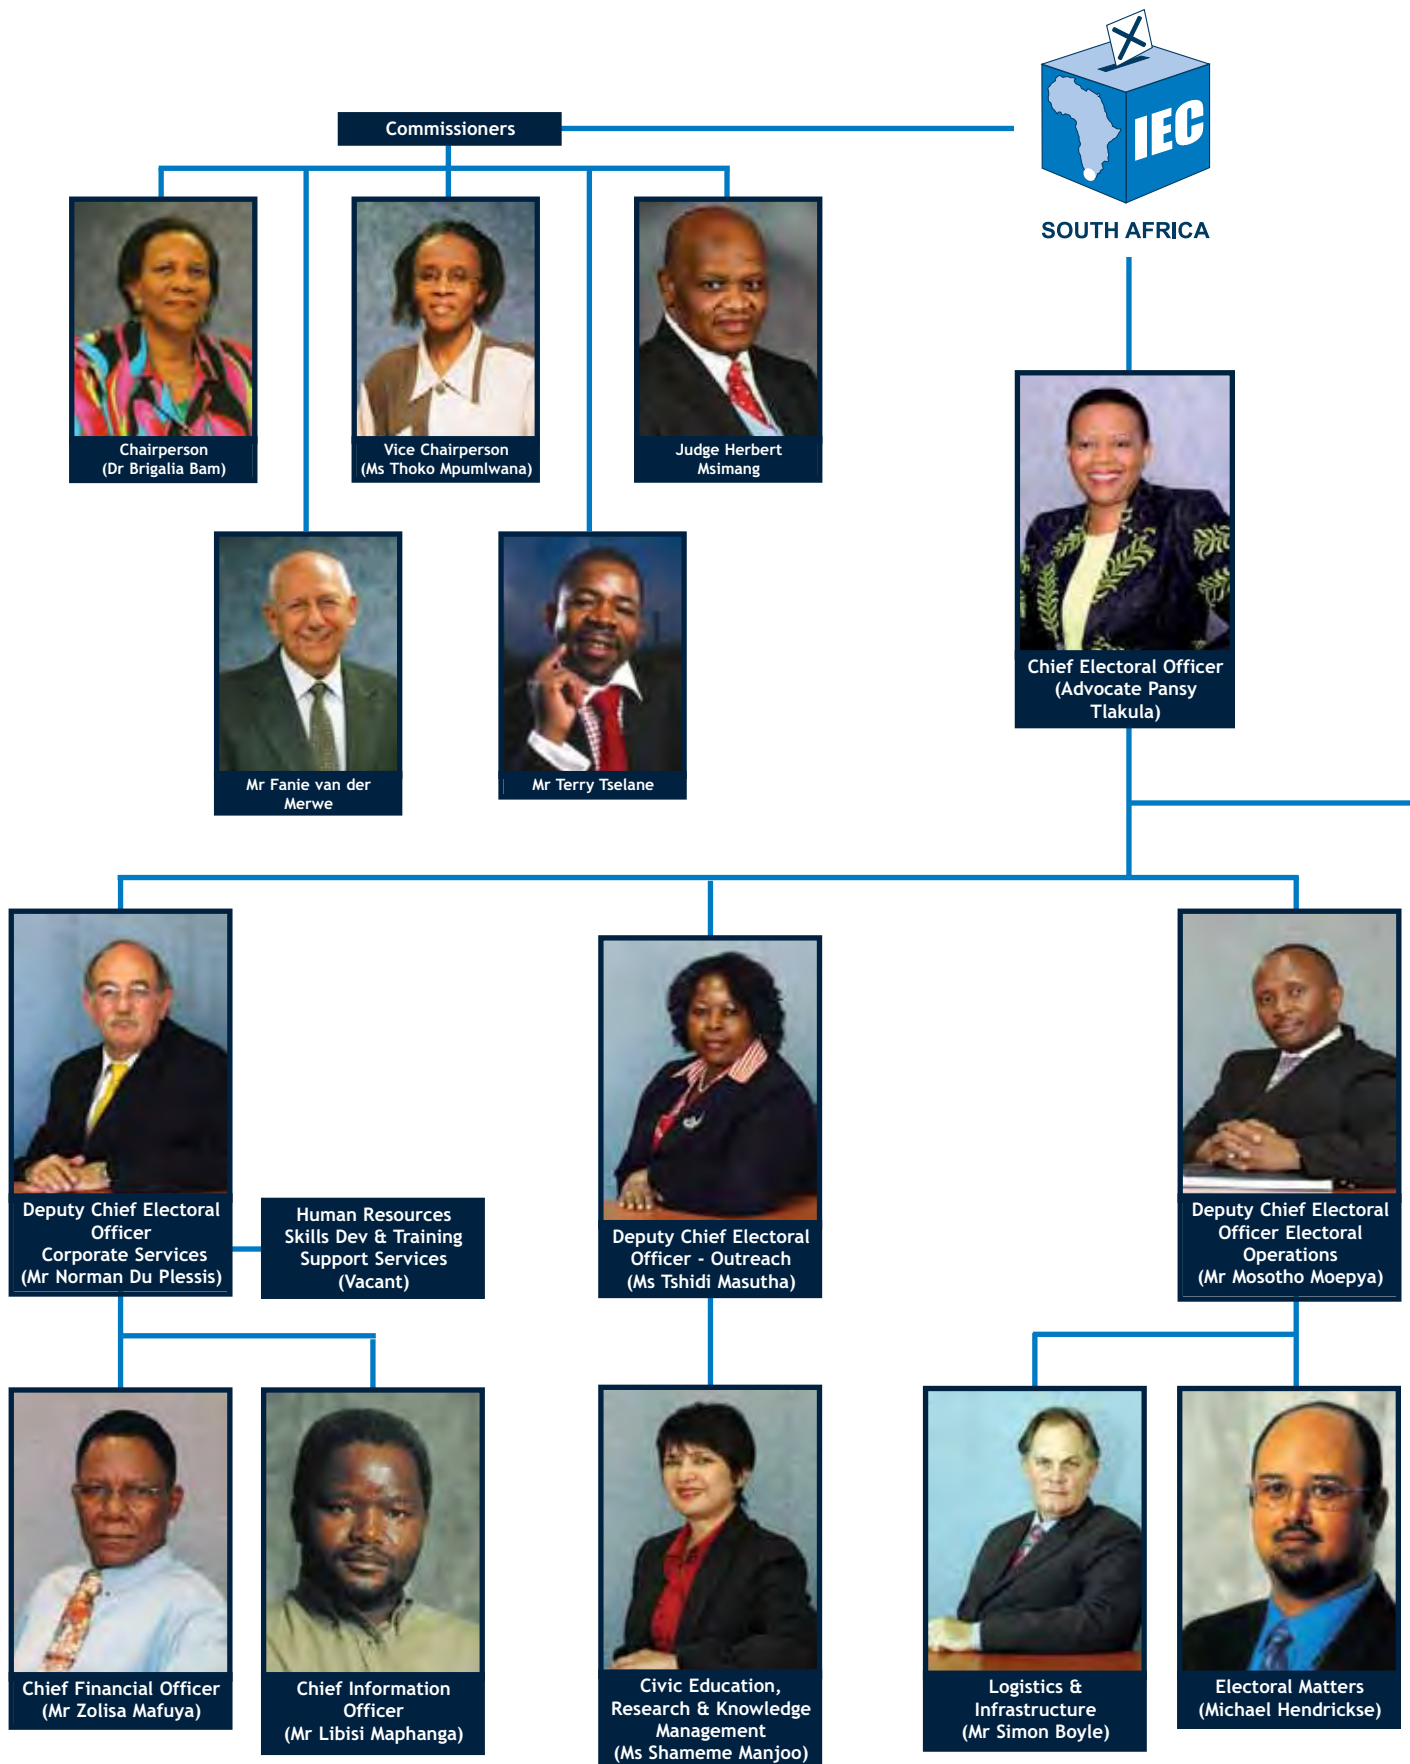 IEC
SOUTH AFRICA
Commissioners
Chairperson
(Dr Brigalia Bam)
Vice Chairperson
(Ms Thoko Mpumlwana)
Judge Herbert
Msimang
Mr Fanie van der
Merwe
Mr Terry Tselane
Chief Electoral Officer
(Advocate Pansy
Tlakula)
Deputy Chief Electoral
Officer
Corporate Services
(Mr Norman Du Plessis)
Human Resources
Skills Dev & Training
Support Services
(Vacant)
Deputy Chief Electoral
Officer - Outreach
(Ms Tshidi Masutha)
Deputy Chief Electoral
Officer Electoral
Operations
(Mr Mosotho Moepya)
Chief Financial Officer
(Mr Zolisa Mafuya)
Chief Information
Officer
(Mr Libisi Maphanga)
Civic Education,
Research & Knowledge
Management
(Ms Shameme Manjoo)
Logistics &
Infrastructure
(Mr Simon Boyle)
Electoral Matters
(Michael Hendrickse)